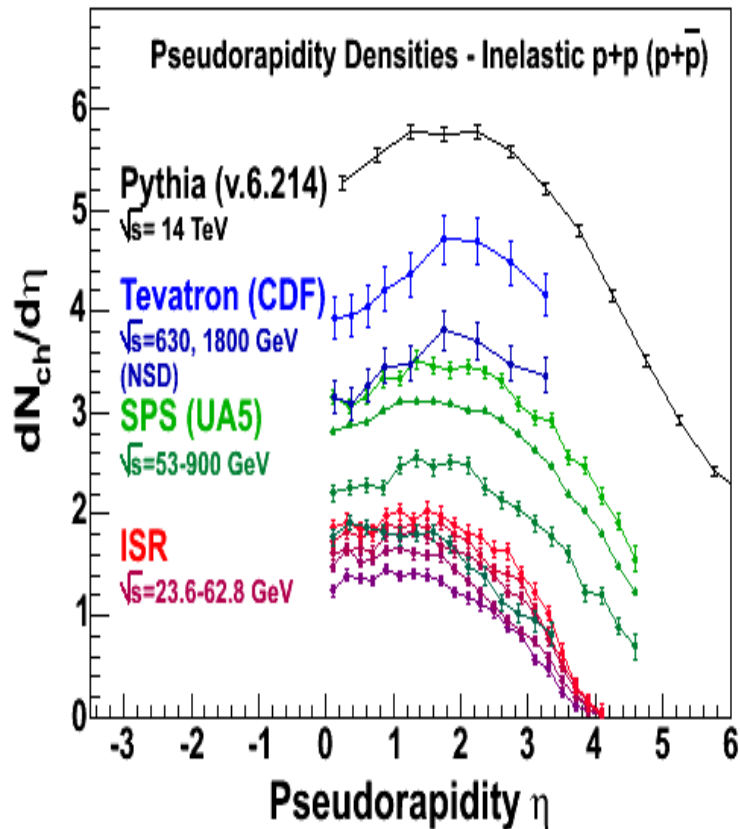 Pseudorapidity Densities - Inelastic p+p (p+p̅)
6
5
4
3
2
1
0
dN_ch/dη
Pythia (v.6.214)
√s= 14 TeV
Tevatron (CDF)
√s=630, 1800 GeV
(NSD)
SPS (UA5)
√s=53-900 GeV
ISR
√s=23.6-62.8 GeV
-3 -2 -1 0 1 2 3 4 5 6
Pseudorapidity η